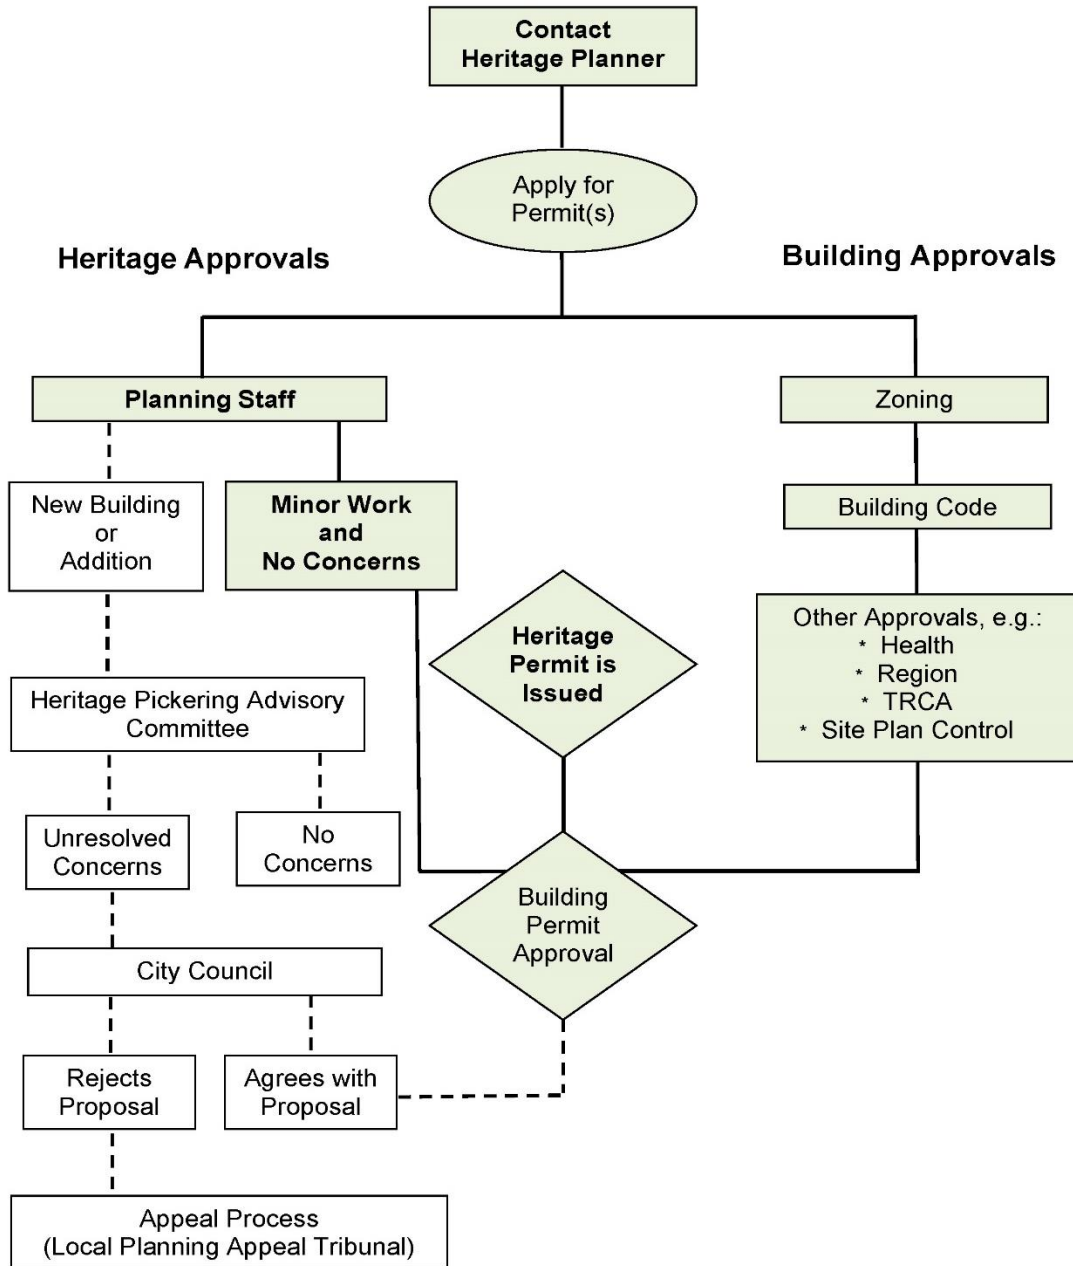 Contact
Heritage Planner
Apply for
Permit(s)
Heritage Approvals
Building Approvals
Planning Staff
Zoning
New Building
or
Addition
Minor Work
and
No Concerns
Building Code
Heritage
Permit is
Issued
Other Approvals, e.g.:
* Health
* Region
* TRCA
* Site Plan Control
Heritage Pickering Advisory
Committee
Unresolved
Concerns
No
Concerns
Building
Permit
Approval
City Council
Rejects
Proposal
Agrees with
Proposal
Appeal Process
(Local Planning Appeal Tribunal)